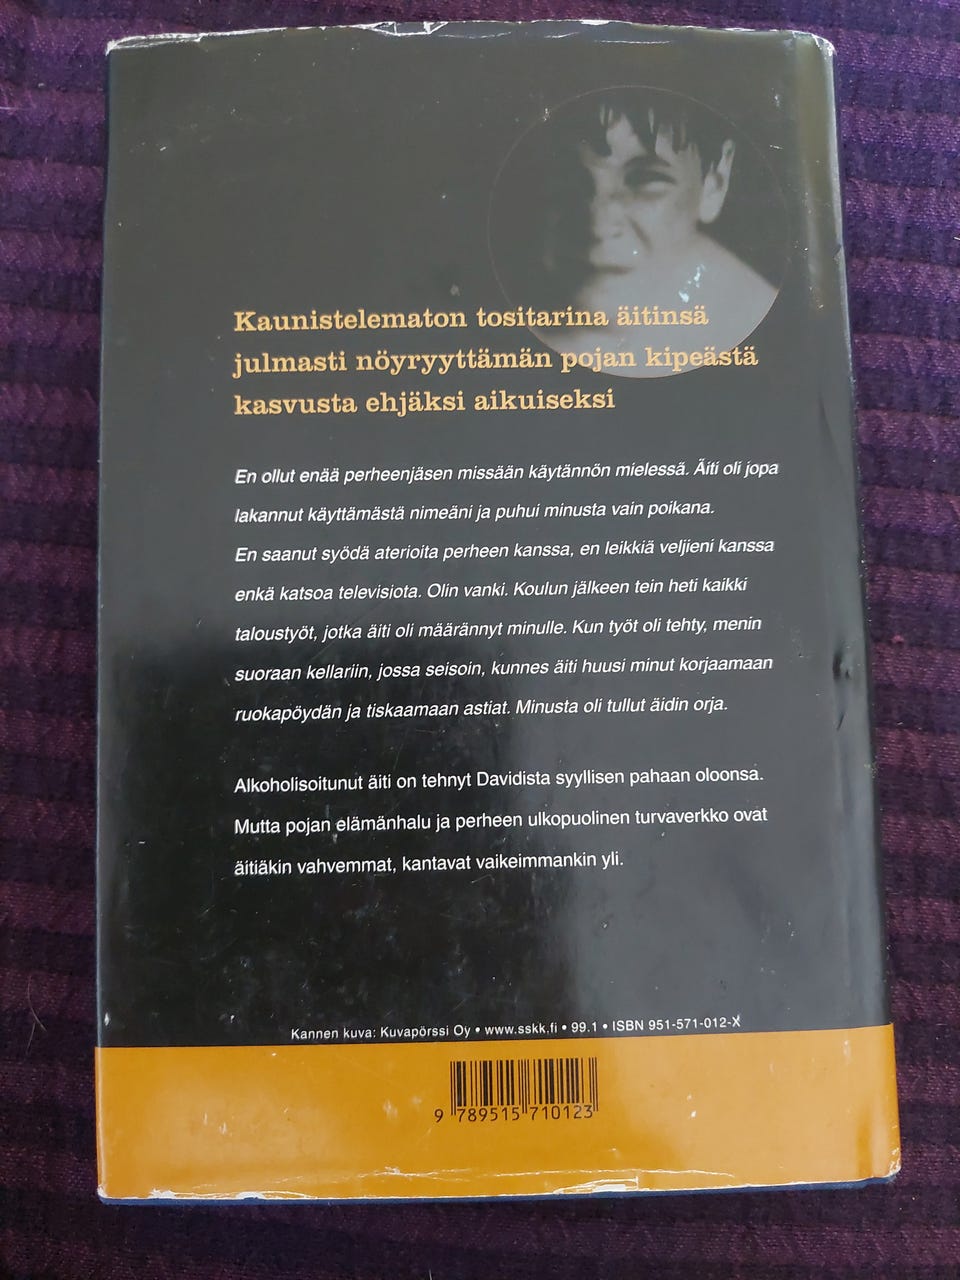 Kaunistelematon tositarina äitinsä
julmasti nöyryyttämän pojan kipeästä
kasvusta ehjäksi aikuiseksi
En ollut enää perheenjäsen missään käytännön mielessä. Äiti oli jopa
lakannut käyttämästä nimeäni ja puhui minusta vain poikana.
En saanut syödä aterioita perheen kanssa, en leikkiä veljieni kanssa
enkä katsoa televisiota. Olin vanki. Koulun jälkeen tein heti kaikki
taloustyöt, jotka äiti oli määrännyt minulle. Kun työt oli tehty, menin
suoraan kellariin, jossa seisoin, kunnes äiti huusi minut korjaamaan
ruokapöydän ja tiskaamaan astiat. Minusta oli tullut äidin orja.
Alkoholisoitunut äiti on tehnyt Davidista syyllisen pahaan oloonsa.
Mutta pojan elämänhalu ja perheen ulkopuolinen turvaverkko ovat
äitiäkin vahvemmat, kantavat vaikeimmankin yli.
Kannen kuva: Kuvapörssi Oy • www.sskk.fi • 99.1 • ISBN 951-571-012-X
9 789515 710123